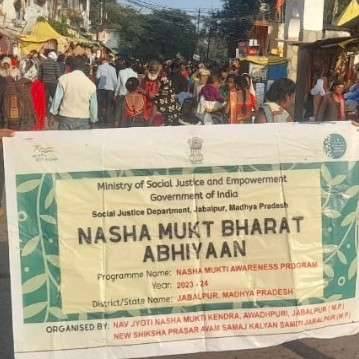 Ministry of Social Justice and Empowerment
Government of India
Social Justice Department, Jabalpur, Madhya Pradesh
NASHA MUKT BHARAT
ABHIYAAN
Programme Name: NASHA MUKTI AWARENESS PROGRAM
Year: 2023 - 24
District/State Name: JABALPUR, MADHYA PRADESH
ORGANISED BY: NAV JYOTI NASHA MUKTI KENDRA, AWADHPURI, JABALPUR ( M.P.)
NEW SHIKSHA PRASAR AVAM SAMAJ KALYAN SAMITI JABALPUR (M.P.)